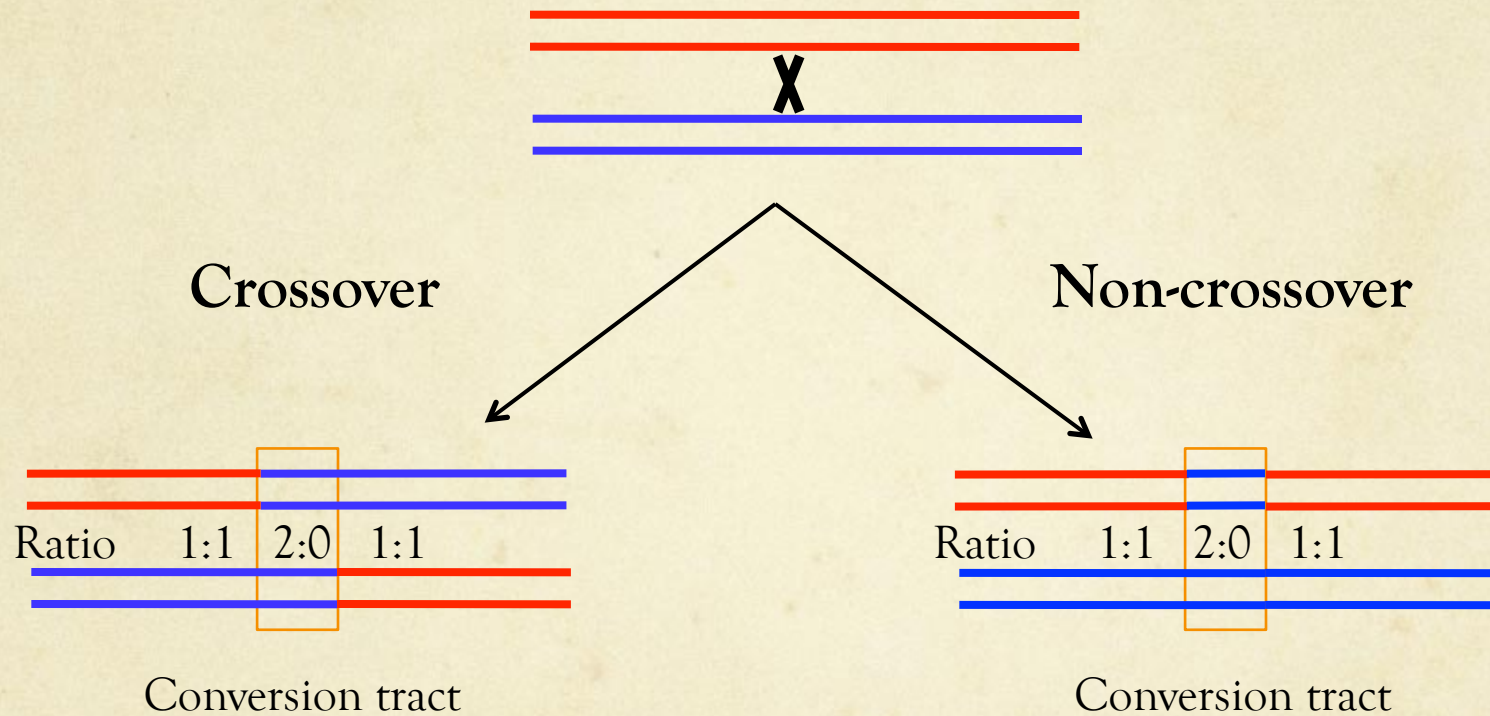 Crossover
Non-crossover
Ratio 1:1 2:0 1:1
Ratio 1:1 2:0 1:1
Conversion tract
Conversion tract